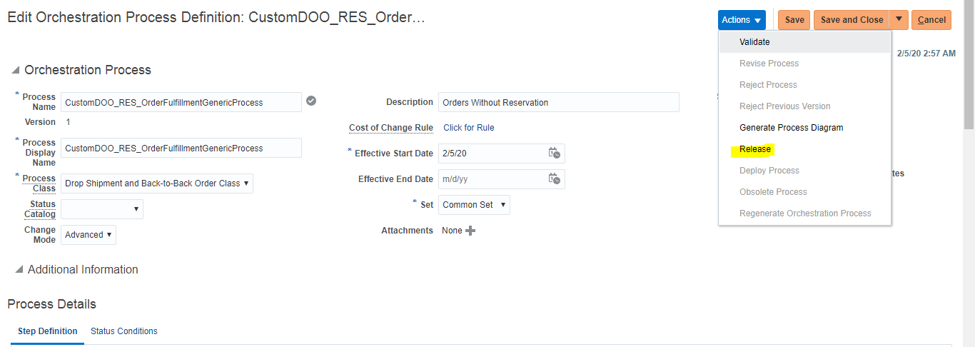 Edit Orchestration Process Definition: CustomDOO_RES_Order…
Actions
Save
Save and Close
Cancel
Validate
2/5/20 2:57 AM
Revise Process
Reject Process
Reject Previous Version
Generate Process Diagram
Release
Deploy Process
Obsolete Process
Regenerate Orchestration Process
Orchestration Process
* Process Name CustomDOO_RES_OrderFulfillmentGenericProcess
Version 1
* Process Display Name CustomDOO_RES_OrderFulfillmentGenericProcess
* Process Class Drop Shipment and Back-to-Back Order Class
Status Catalog
Change Mode Advanced
Description Orders Without Reservation
Cost of Change Rule Click for Rule
* Effective Start Date 2/5/20
Effective End Date m/d/yy
* Set Common Set
Attachments None
Additional Information
Process Details
Step Definition Status Conditions